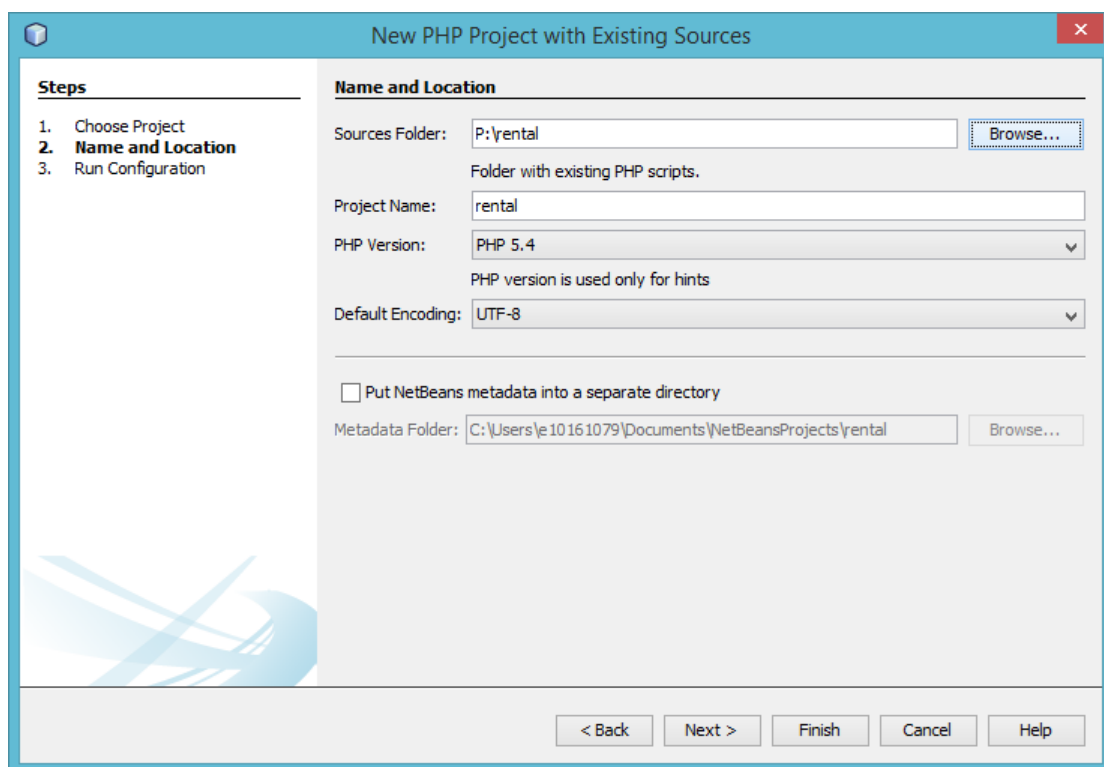 New PHP Project with Existing Sources
Steps
1. Choose Project
2. Name and Location
3. Run Configuration
Name and Location
Sources Folder: P:\rental Browse...
Folder with existing PHP scripts.
Project Name: rental
PHP Version: PHP 5.4
PHP version is used only for hints
Default Encoding: UTF-8
Put NetBeans metadata into a separate directory
Metadata Folder: C:\Users\e10161079\Documents\NetBeansProjects\rental Browse...
< Back Next > Finish Cancel Help